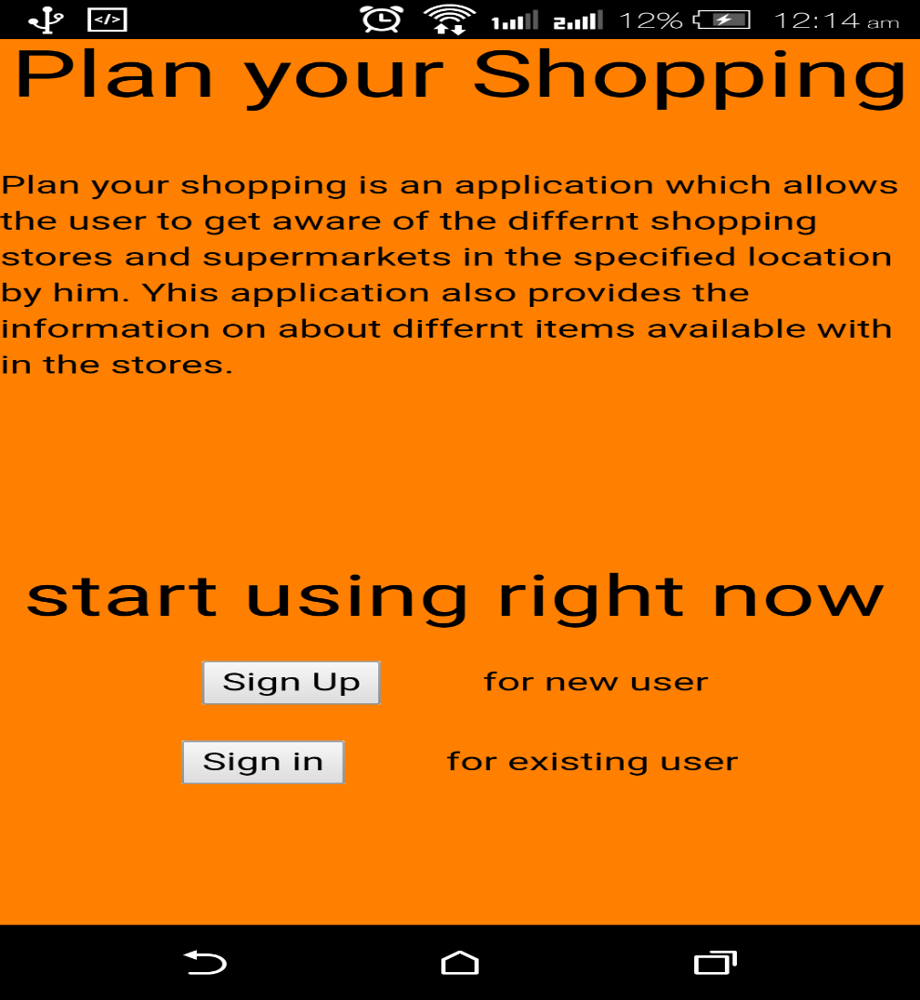 12% 12:14 am
Plan your Shopping
Plan your shopping is an application which allows
the user to get aware of the differnt shopping
stores and supermarkets in the specified location
by him. Yhis application also provides the
information on about differnt items available with
in the stores.
start using right now
Sign Up for new user
Sign in for existing user